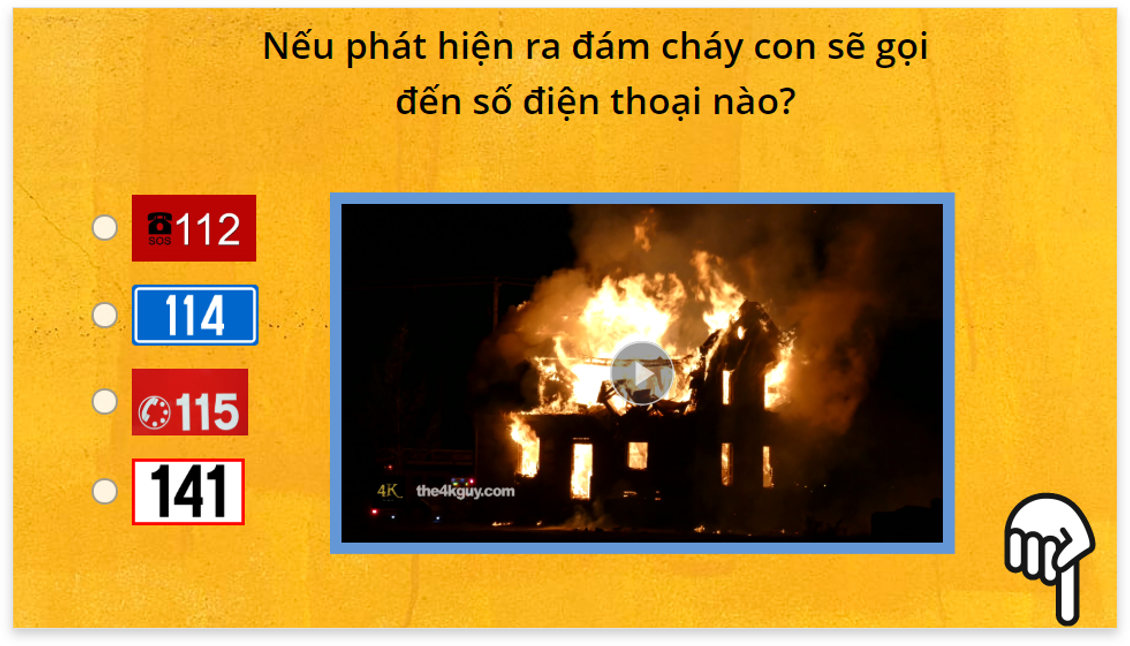 Nếu phát hiện ra đám cháy con sẽ gọi
đến số điện thoại nào?
SOS 112
114
115
141
4K the4kguy.com